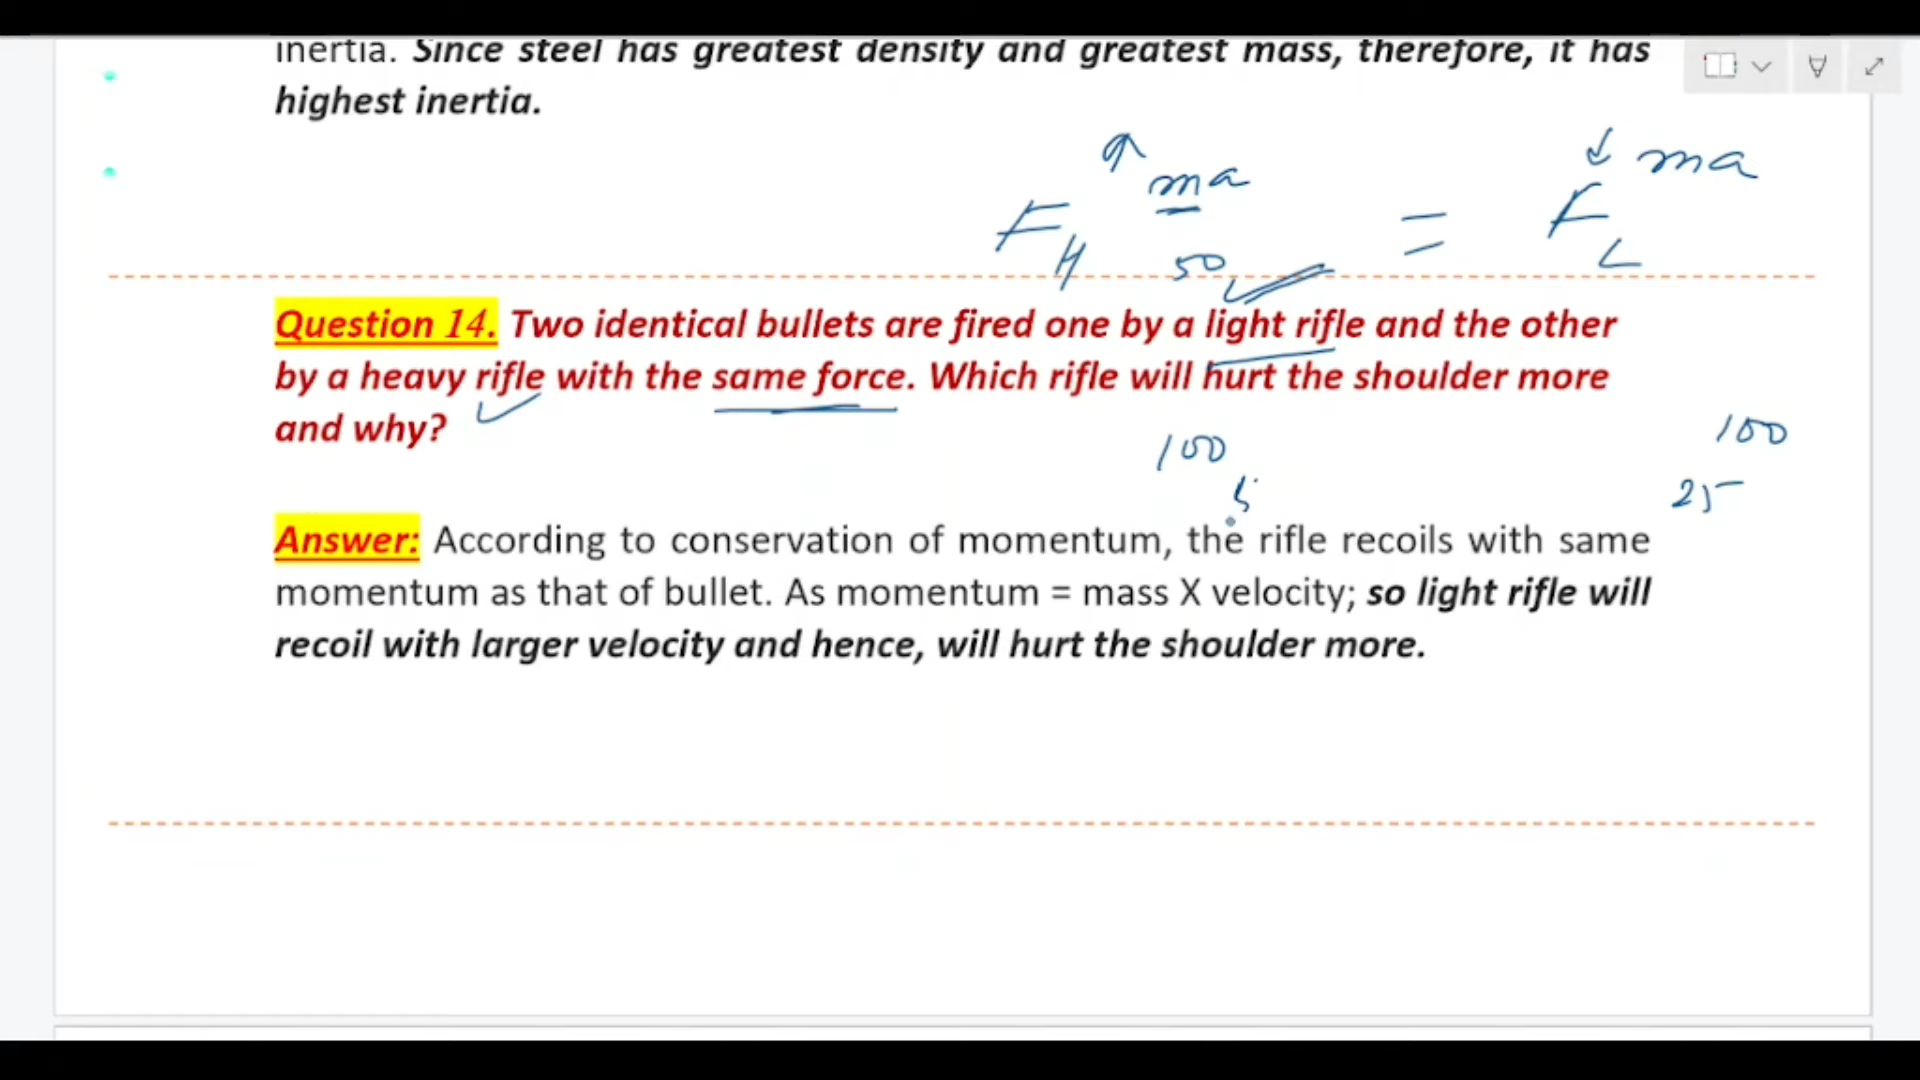 inertia. Since steel has greatest density and greatest mass, therefore, it has
highest inertia.
ma
ma
F H
=
F L
50
Question 14. Two identical bullets are fired one by a light rifle and the other
by a heavy rifle with the same force. Which rifle will hurt the shoulder more
and why?
100
100
25
Answer: According to conservation of momentum, the rifle recoils with same
momentum as that of bullet. As momentum = mass X velocity; so light rifle will
recoil with larger velocity and hence, will hurt the shoulder more.